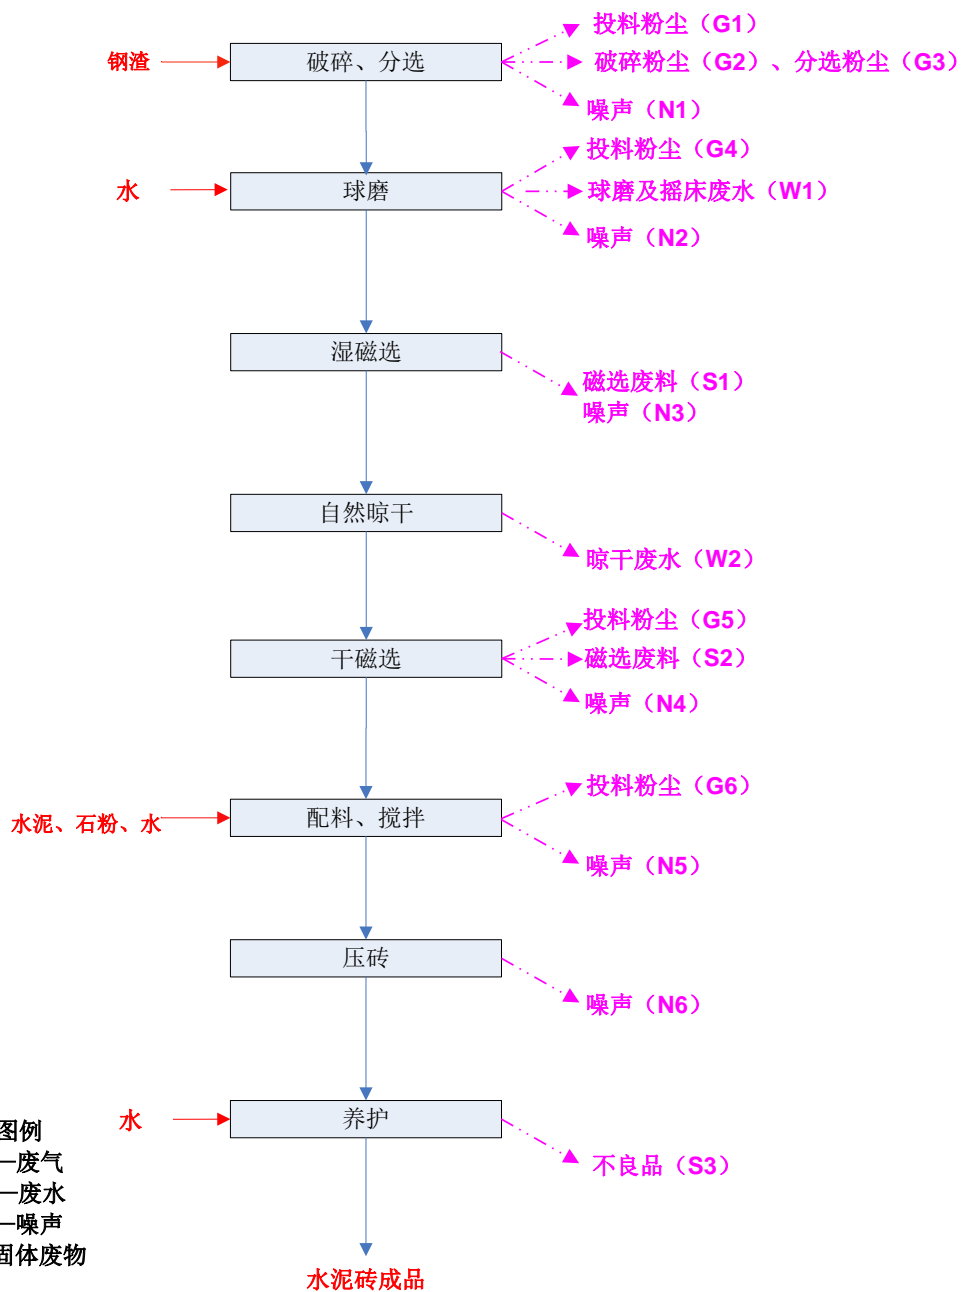 投料粉尘（G1）
钢渣
破碎、分选
破碎粉尘（G2）、分选粉尘（G3）
噪声（N1）
投料粉尘（G4）
水
球磨
球磨及摇床废水（W1）
噪声（N2）
湿磁选
磁选废料（S1）
噪声（N3）
自然晾干
晾干废水（W2）
投料粉尘（G5）
干磁选
磁选废料（S2）
噪声（N4）
投料粉尘（G6）
水泥、石粉、水
配料、搅拌
噪声（N5）
压砖
噪声（N6）
水
养护
图例
—废气
不良品（S3）
—废水
—噪声
固体废物
水泥砖成品